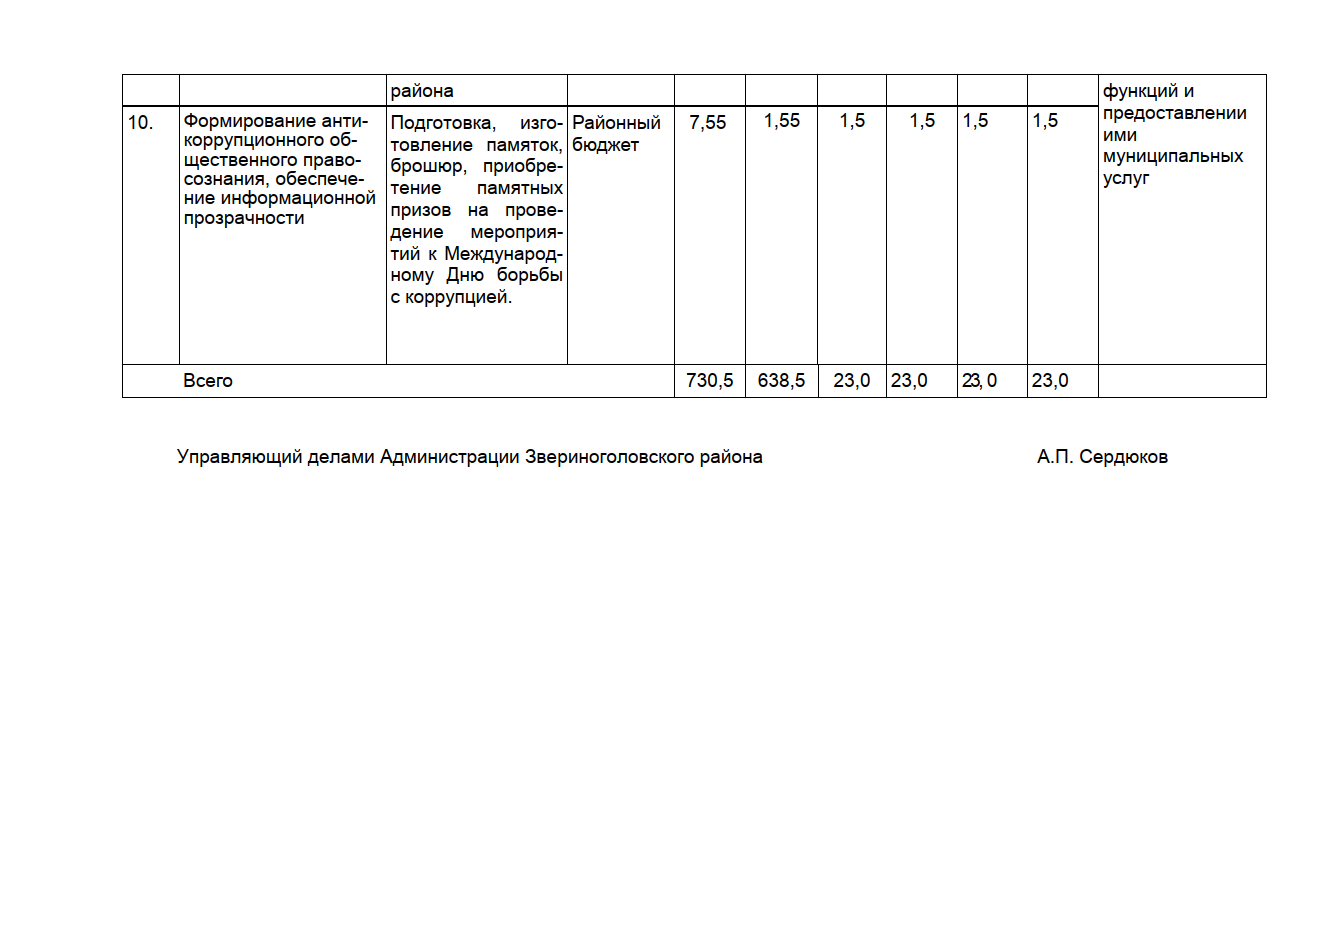 района
функций и
предоставлении
ими
муниципальных
услуг
10.
Формирование анти-
коррупционного об-
щественного право-
сознания, обеспече-
ние информационной
прозрачности
Подготовка, изго-
товление памяток,
брошюр, приобре-
тение памятных
призов на прове-
дение мероприя-
тий к Международ-
ному Дню борьбы
с коррупцией.
Районный
бюджет
7,55
1,55
1,5
1,5
1,5
1,5
Всего 730,5 638,5 23,0 23,0 23, 0 23,0
Управляющий делами Администрации Звериноголовского района А.П. Сердюков